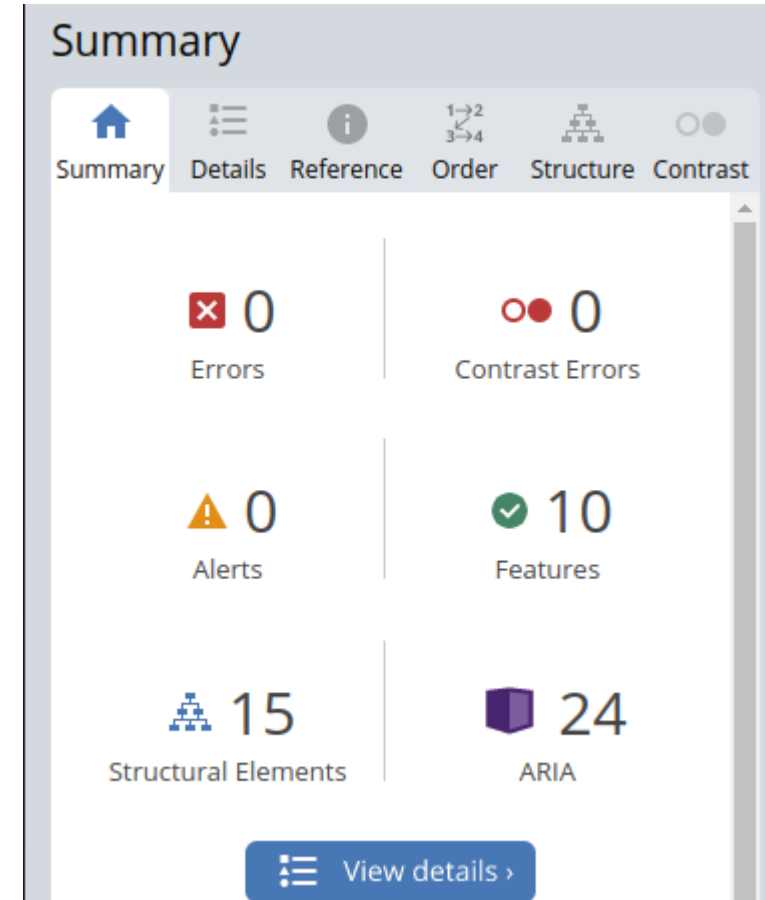 Summary
1→2
3→4
Summary Details Reference Order Structure Contrast
0 0
Errors Contrast Errors
0 10
Alerts Features
15 24
Structural Elements ARIA
View details ›